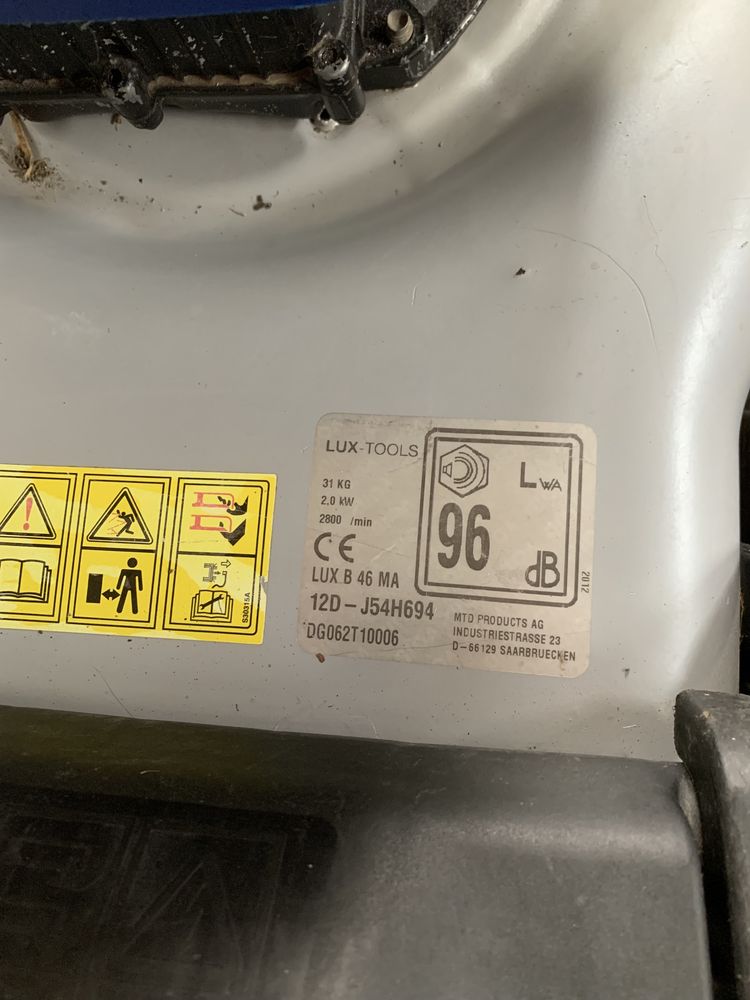 LUX-TOOLS
31 KG
2.0 kW
2800 /min
CE
LUX B 46 MA
12D-J54H694
DG062T10006
LWA
96
dB
2012
MTD PRODUCTS AG
INDUSTRIESTRASSE 23
D-66129 SAARBRUECKEN
!
S30315A